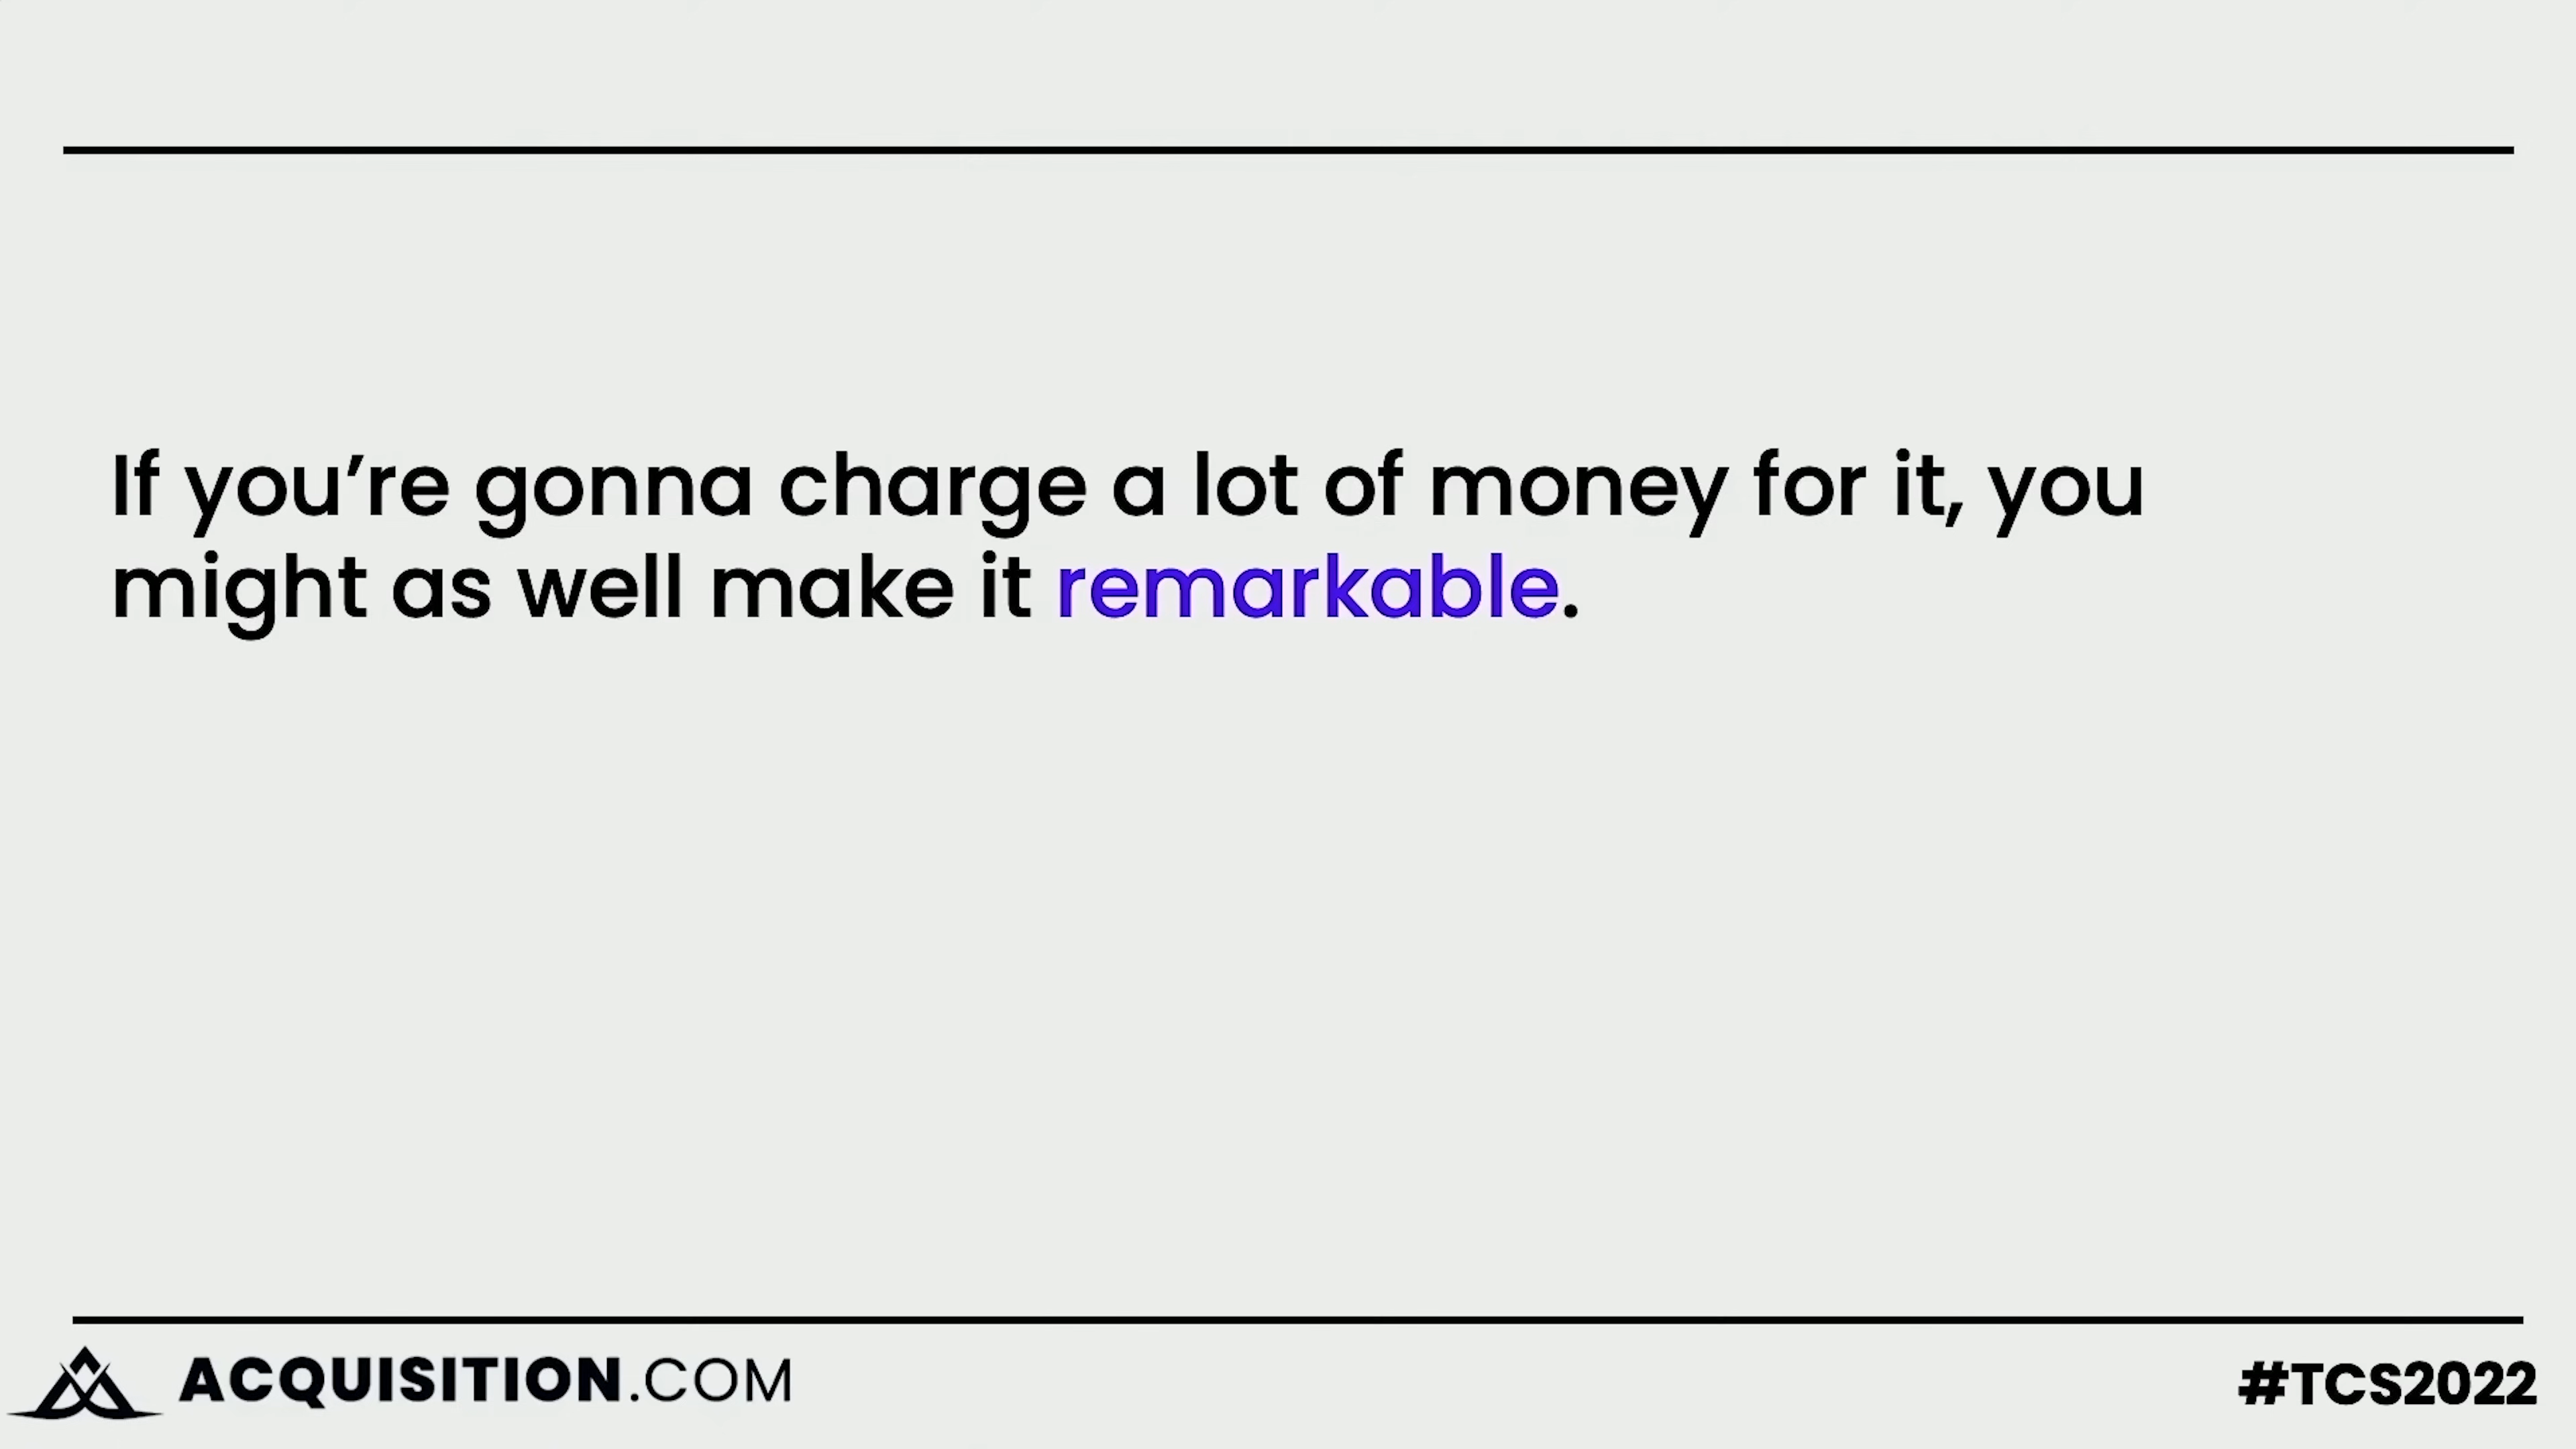 If you’re gonna charge a lot of money for it, you
might as well make it remarkable.
ACQUISITION.COM
#TCS2022